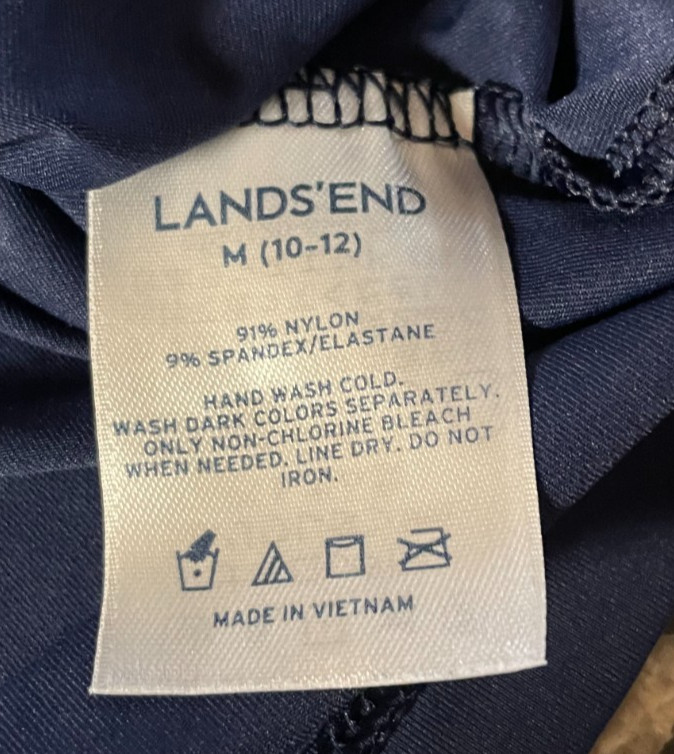 LANDS'END
M (10-12)
91% NYLON
9% SPANDEX/ELASTANE
HAND WASH COLD.
WASH DARK COLORS SEPARATELY.
ONLY NON-CHLORINE BLEACH
WHEN NEEDED. LINE DRY. DO NOT
IRON.
MADE IN VIETNAM